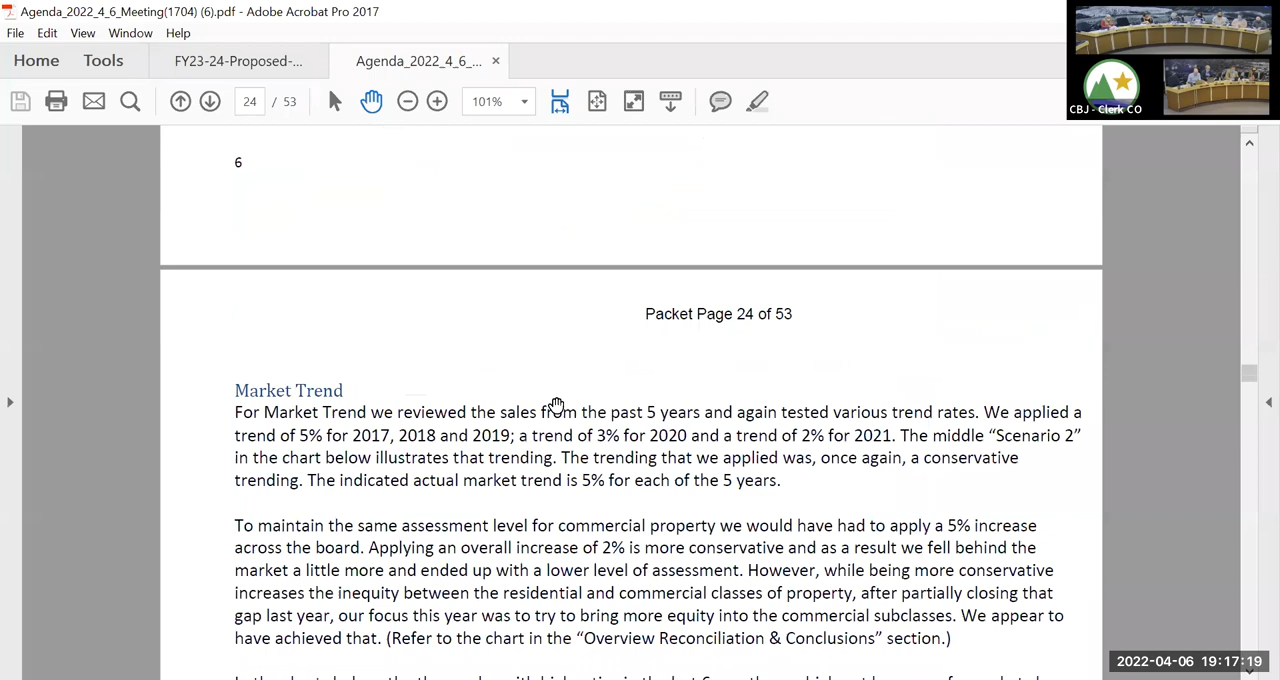 Agenda_2022_4_6_Meeting(1704) (6).pdf - Adobe Acrobat Pro 2017
File Edit View Window Help
Home Tools FY23-24-Proposed-... Agenda_2022_4_6_... ×
24 / 53 101%
CBJ - Clerk CO
6
Packet Page 24 of 53
Market Trend
For Market Trend we reviewed the sales from the past 5 years and again tested various trend rates. We applied a
trend of 5% for 2017, 2018 and 2019; a trend of 3% for 2020 and a trend of 2% for 2021. The middle “Scenario 2”
in the chart below illustrates that trending. The trending that we applied was, once again, a conservative
trending. The indicated actual market trend is 5% for each of the 5 years.
To maintain the same assessment level for commercial property we would have had to apply a 5% increase
across the board. Applying an overall increase of 2% is more conservative and as a result we fell behind the
market a little more and ended up with a lower level of assessment. However, while being more conservative
increases the inequity between the residential and commercial classes of property, after partially closing that
gap last year, our focus this year was to try to bring more equity into the commercial subclasses. We appear to
have achieved that. (Refer to the chart in the “Overview Reconciliation & Conclusions” section.)
2022-04-06 19:17:19